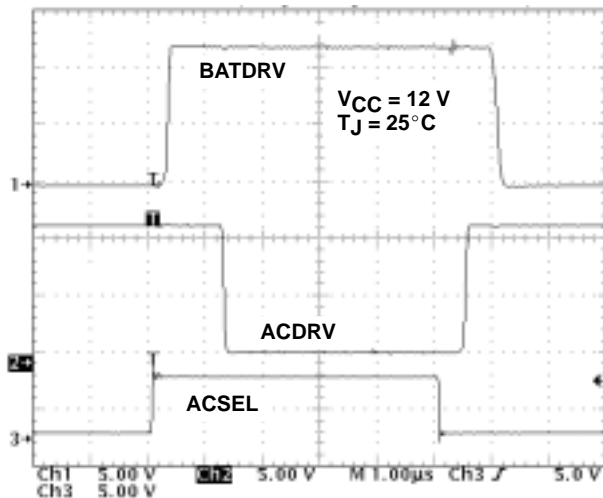 BATDRV
VCC = 12 V
TJ = 25°C
1
T
ACDRV
2
ACSEL
3
Ch1 5.00 V Ch2 5.00 V M 1.00µs Ch3 5.0 V
Ch3 5.00 V